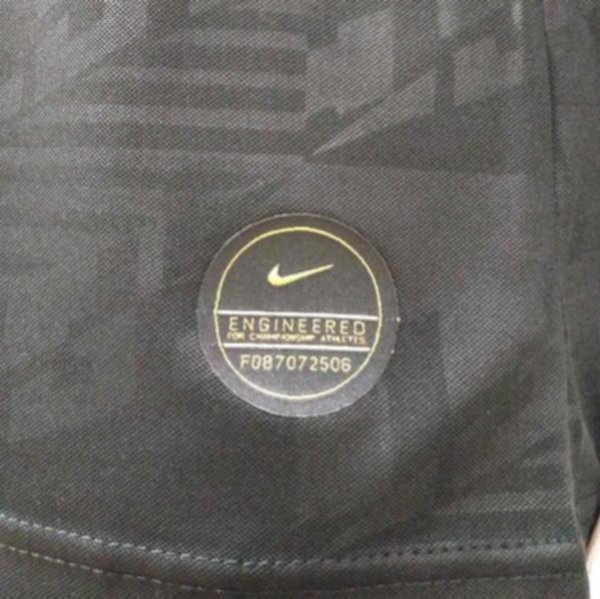 ENGINEERED
FOR CHAMPIONSHIP ATHLETES
F087072506